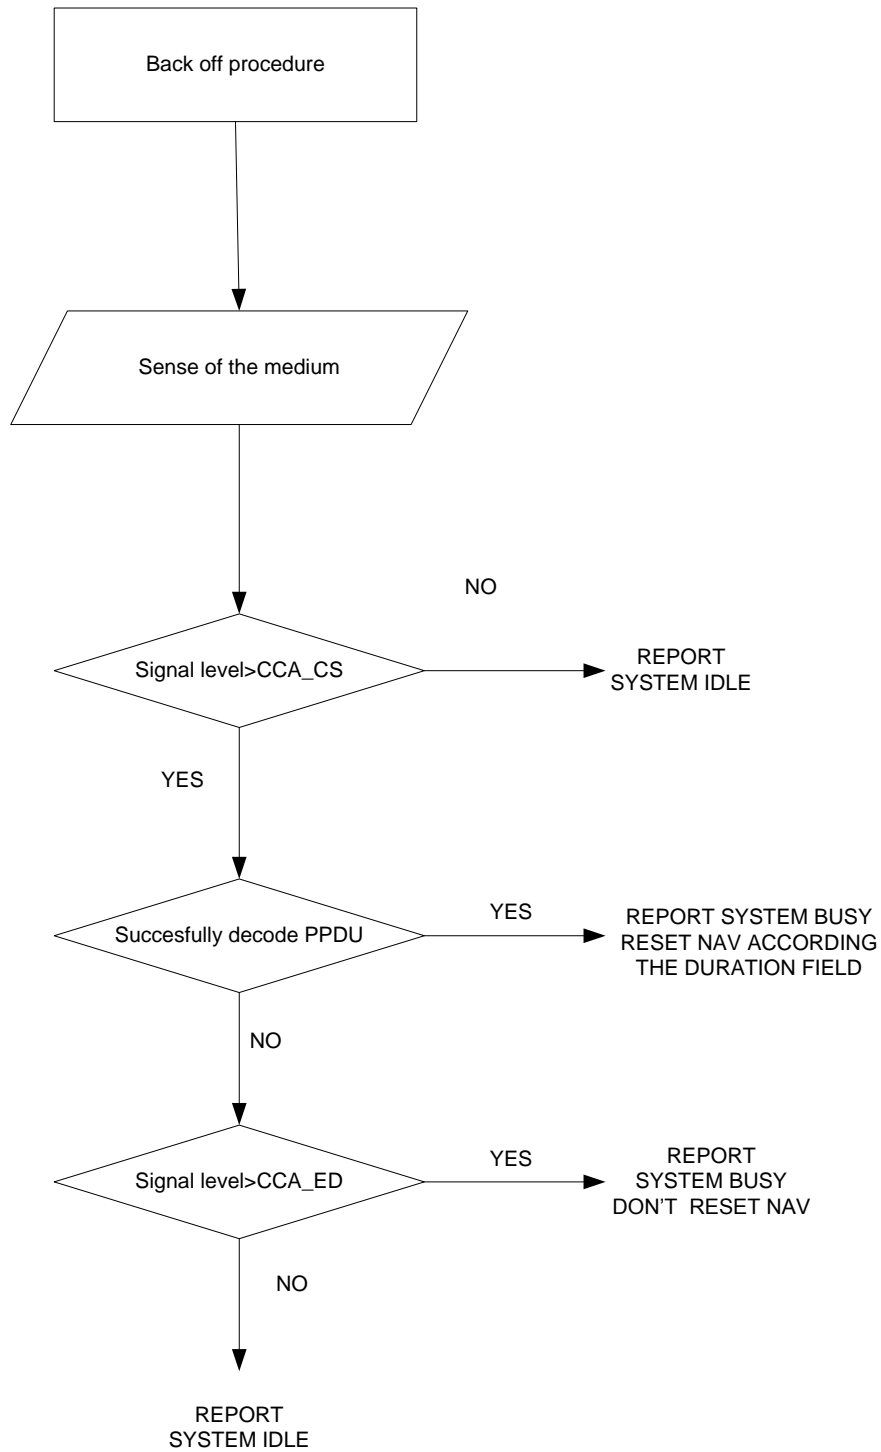 Back off procedure
Sense of the medium
NO
Signal level>CCA_CS
REPORT
SYSTEM IDLE
YES
Succesfully decode PPDU
YES
REPORT SYSTEM BUSY
RESET NAV ACCORDING
THE DURATION FIELD
NO
Signal level>CCA_ED
YES
REPORT
SYSTEM BUSY
DON'T RESET NAV
NO
REPORT
SYSTEM IDLE